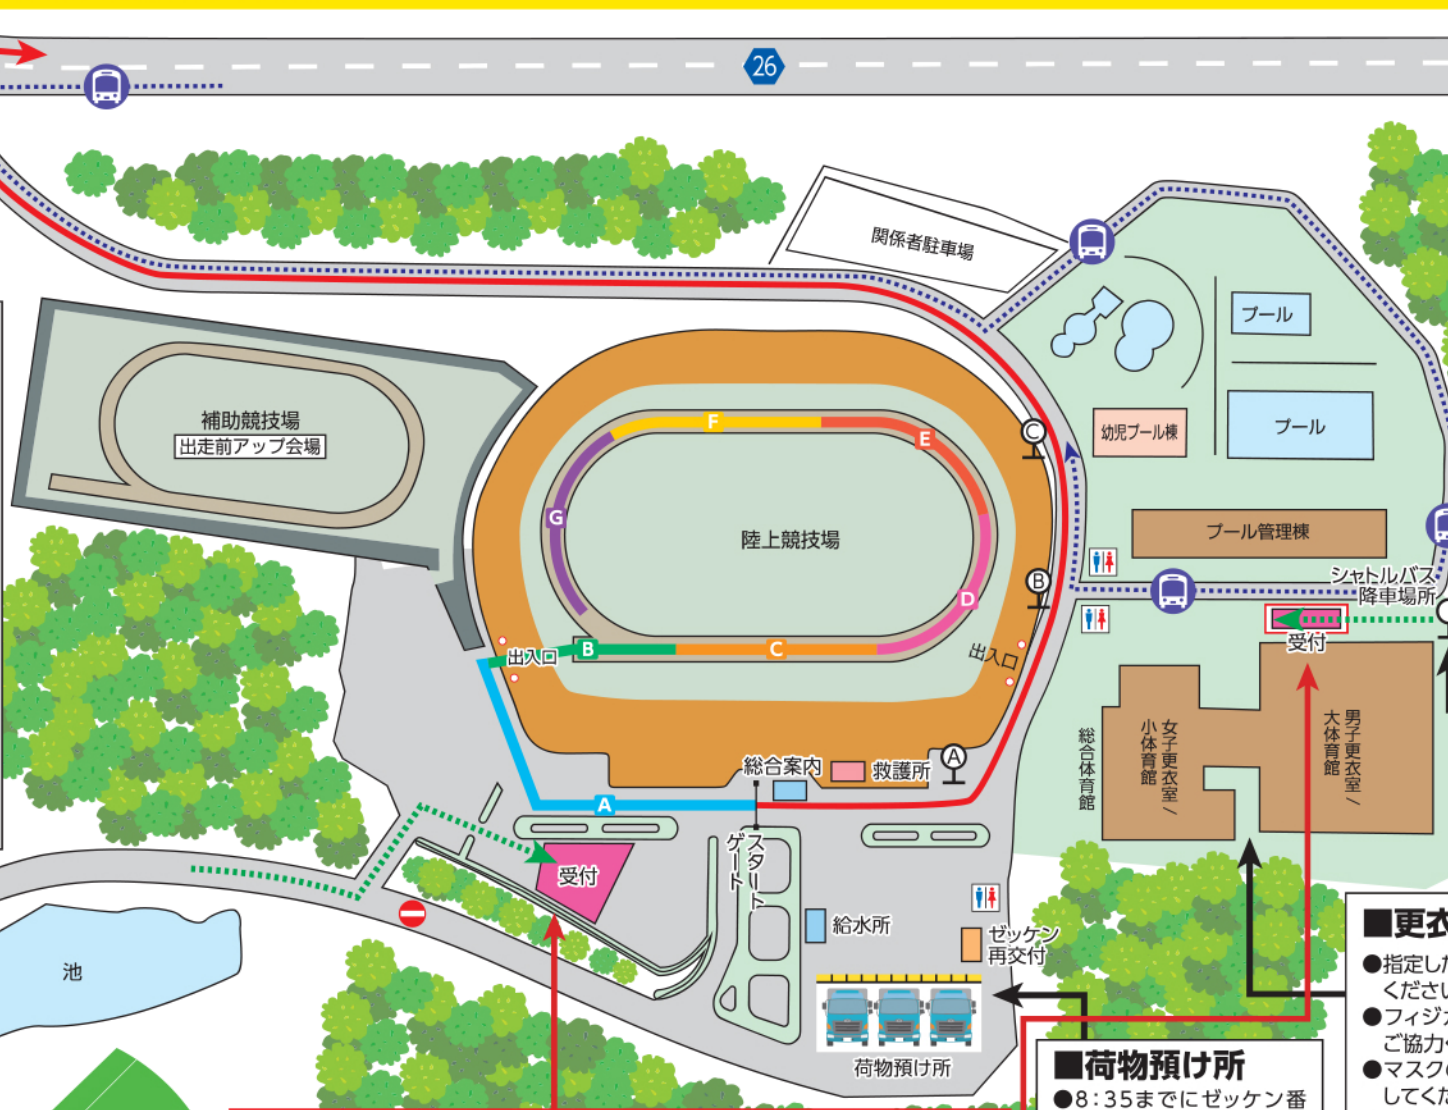 26
関係者駐車場
プール
プール
幼児プール棟
プール管理棟
補助競技場
出走前アップ会場
陸上競技場
F
E
G
D
B
C
A
C
B
A
出入口
出入口
シャトルバス
降車場所
受付
総合案内
救護所
総合体育館
女子更衣室/
小体育館
男子更衣室/
大体育館
スタート
ゲート
受付
給水所
ゼッケン
再交付
荷物預け所
池
■荷物預け所
●8:35までにゼッケン番
■更衣
●指定した
ください
●フィジカ
ご協力く
●マスクの
してくだ